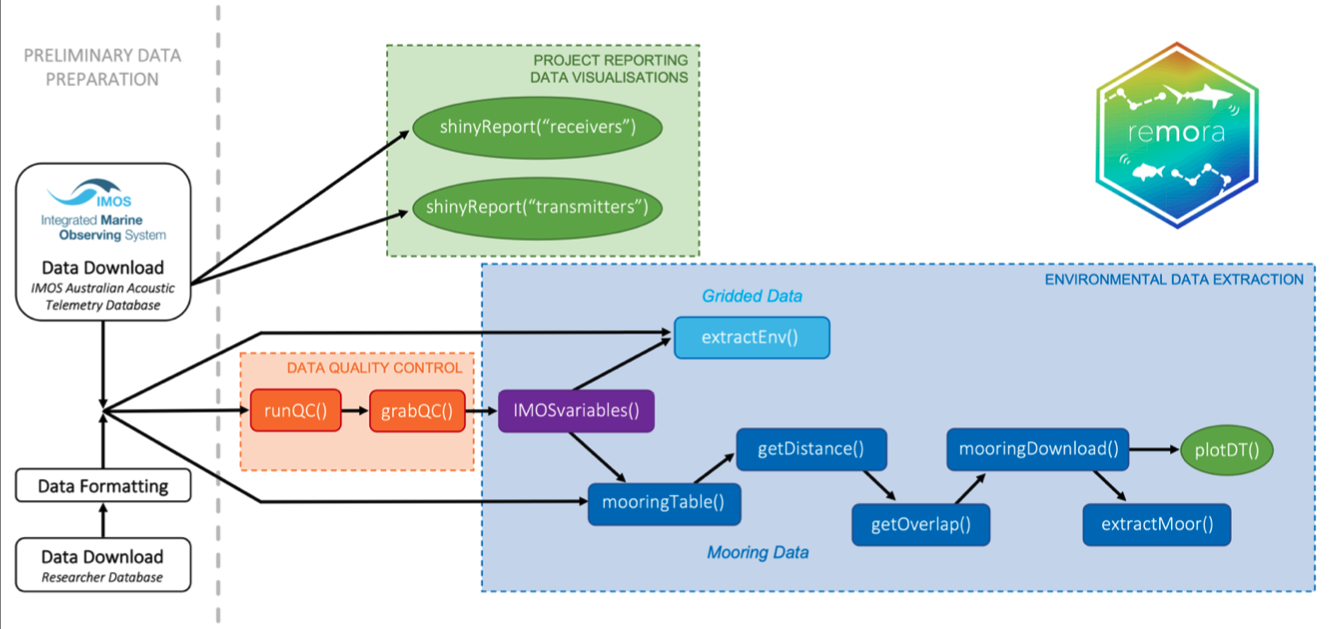 PRELIMINARY DATA
PREPARATION
IMOS
Integrated Marine
Observing System
Data Download
IMOS Australian Acoustic
Telemetry Database
Data Formatting
Data Download
Researcher Database
PROJECT REPORTING
DATA VISUALISATIONS
shinyReport(“receivers”)
shinyReport(“transmitters”)
remora
DATA QUALITY CONTROL
runQC()
grabQC()
ENVIRONMENTAL DATA EXTRACTION
Gridded Data
extractEnv()
IMOSvariables()
mooringTable()
getDistance()
getOverlap()
mooringDownload()
plotDT()
extractMoor()
Mooring Data